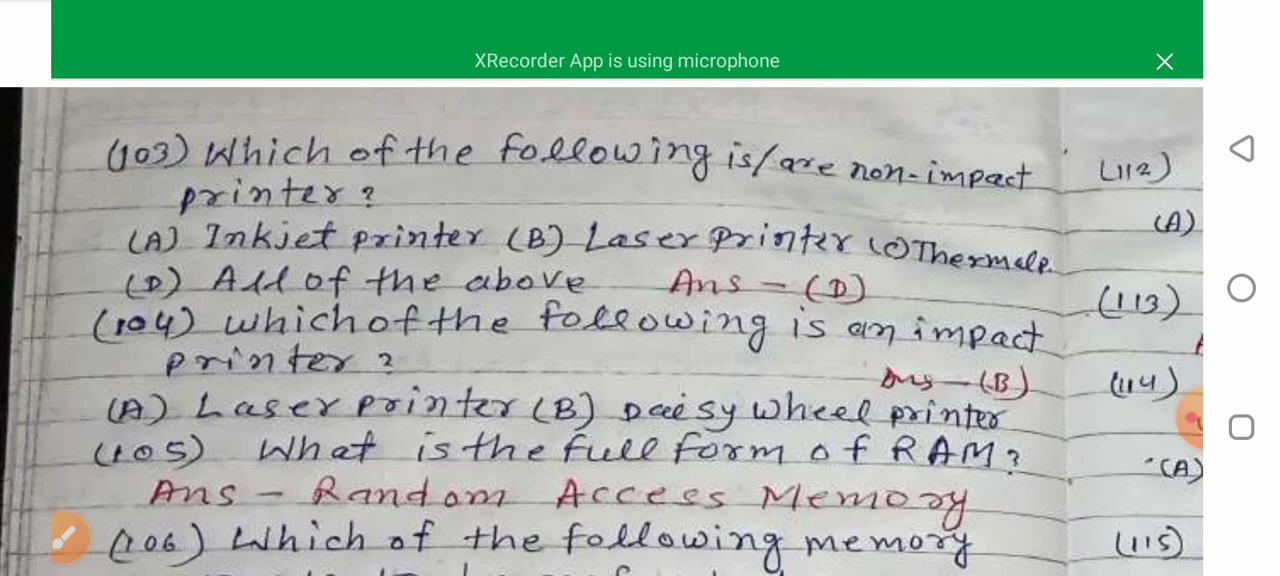 XRecorder App is using microphone
(103) Which of the following is/are non-impact
printer?
(A) Inkjet printer (B) Laser Printer (C) Thermal P.
(D) All of the above Ans - (D)
(104) which of the following is an impact
printer?
Ans - (B)
(A) Laser printer (B) Daisy wheel printer
(105) What is the full form of RAM?
Ans - Random Access Memory
(106) Which of the following memory
(112)
(A)
(113)
(114)
(A)
(115)